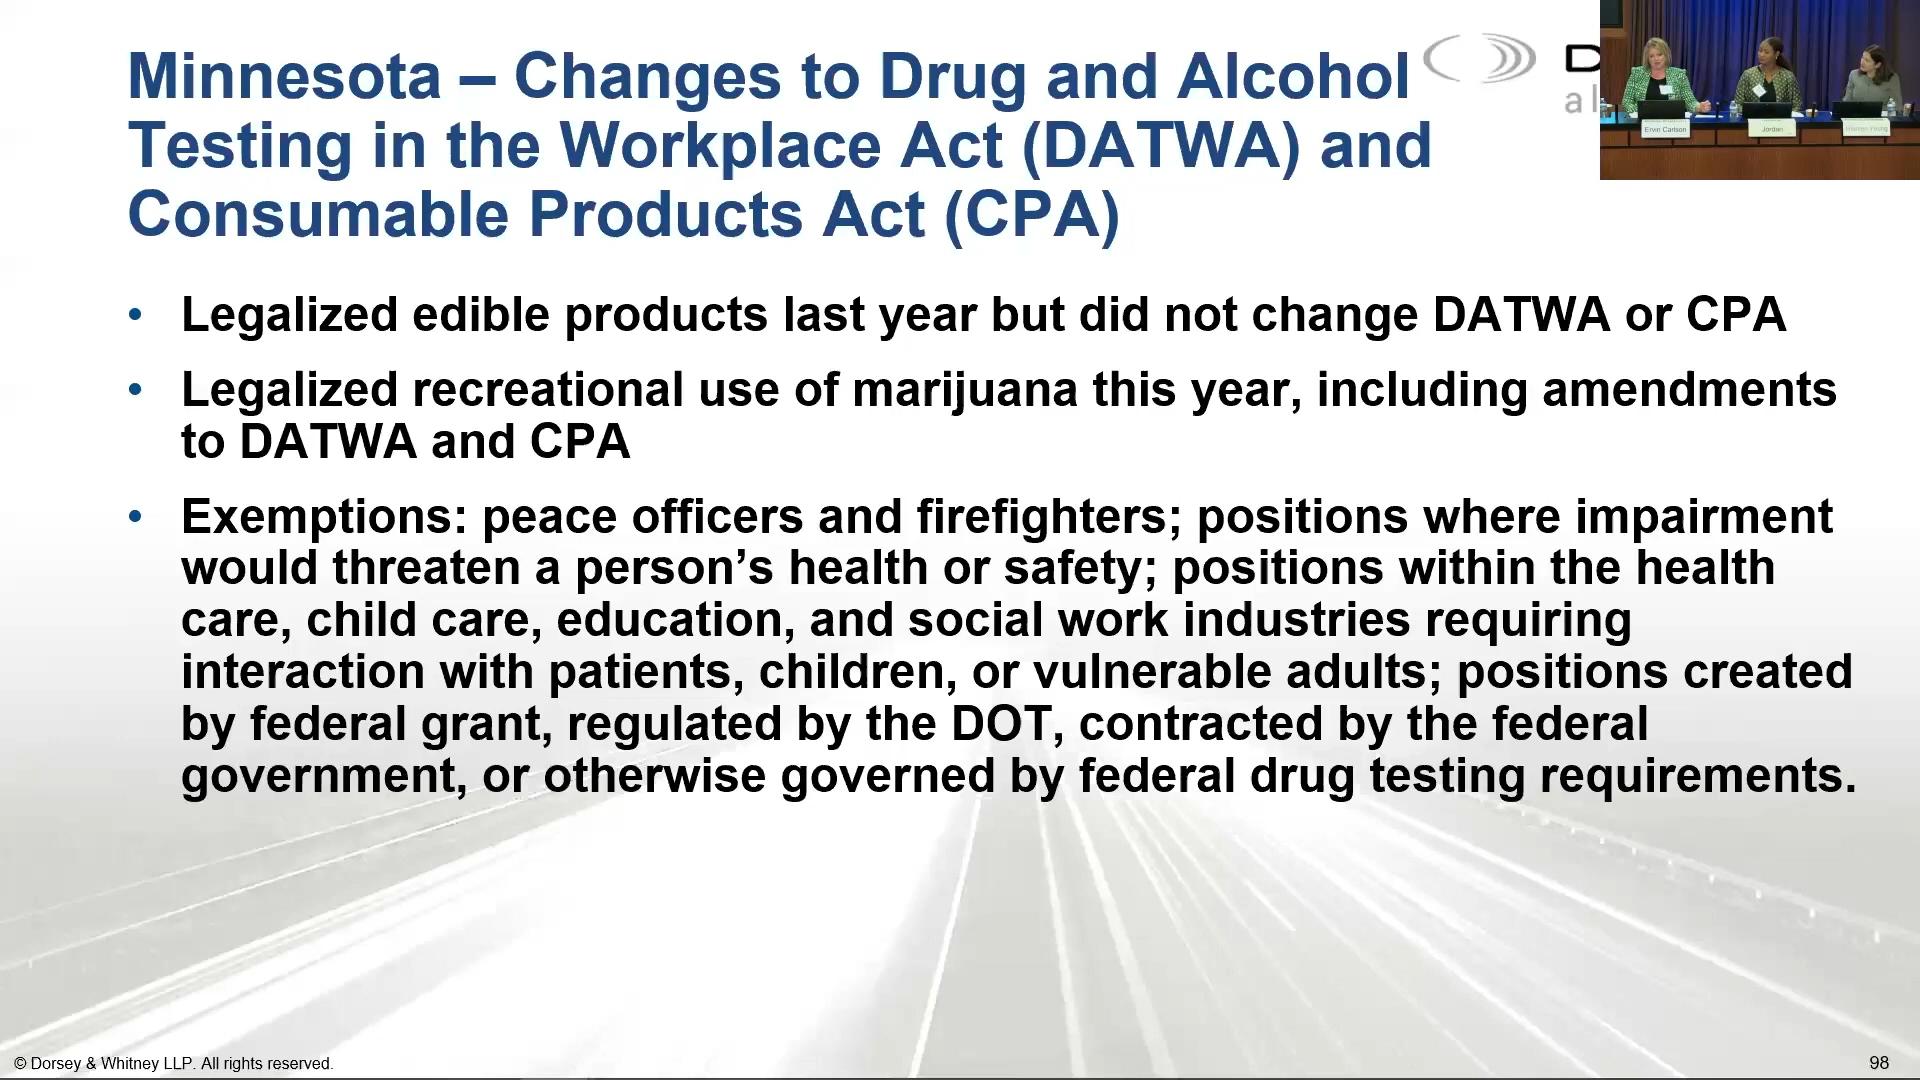 Minnesota – Changes to Drug and Alcohol
Testing in the Workplace Act (DATWA) and
Consumable Products Act (CPA)
D
al
Ervin Carlson
Jordan
• Legalized edible products last year but did not change DATWA or CPA
• Legalized recreational use of marijuana this year, including amendments
to DATWA and CPA
• Exemptions: peace officers and firefighters; positions where impairment
would threaten a person’s health or safety; positions within the health
care, child care, education, and social work industries requiring
interaction with patients, children, or vulnerable adults; positions created
by federal grant, regulated by the DOT, contracted by the federal
government, or otherwise governed by federal drug testing requirements.
© Dorsey & Whitney LLP. All rights reserved.
98